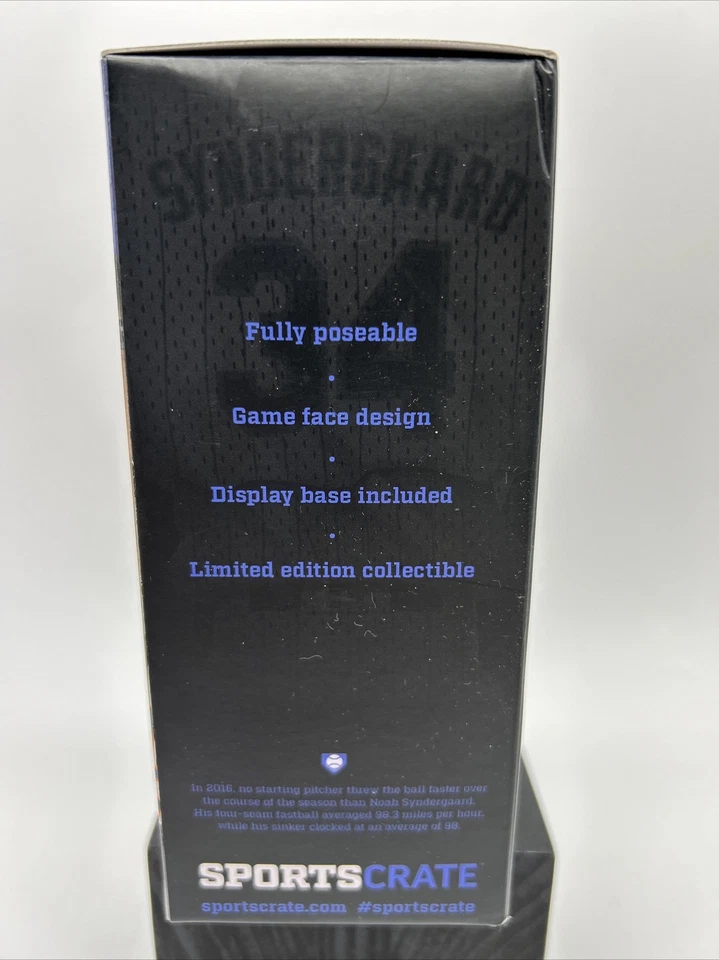 SYNDERGAARD
34
Fully poseable
•
Game face design
•
Display base included
•
Limited edition collectible
In 2016, no starting pitcher threw the ball faster over
the course of the season than Noah Syndergaard.
His four-seam fastball averaged 98.3 miles per hour,
while his sinker clocked at an average of 98.
SPORTSCRATE™
sportscrate.com #sportscrate